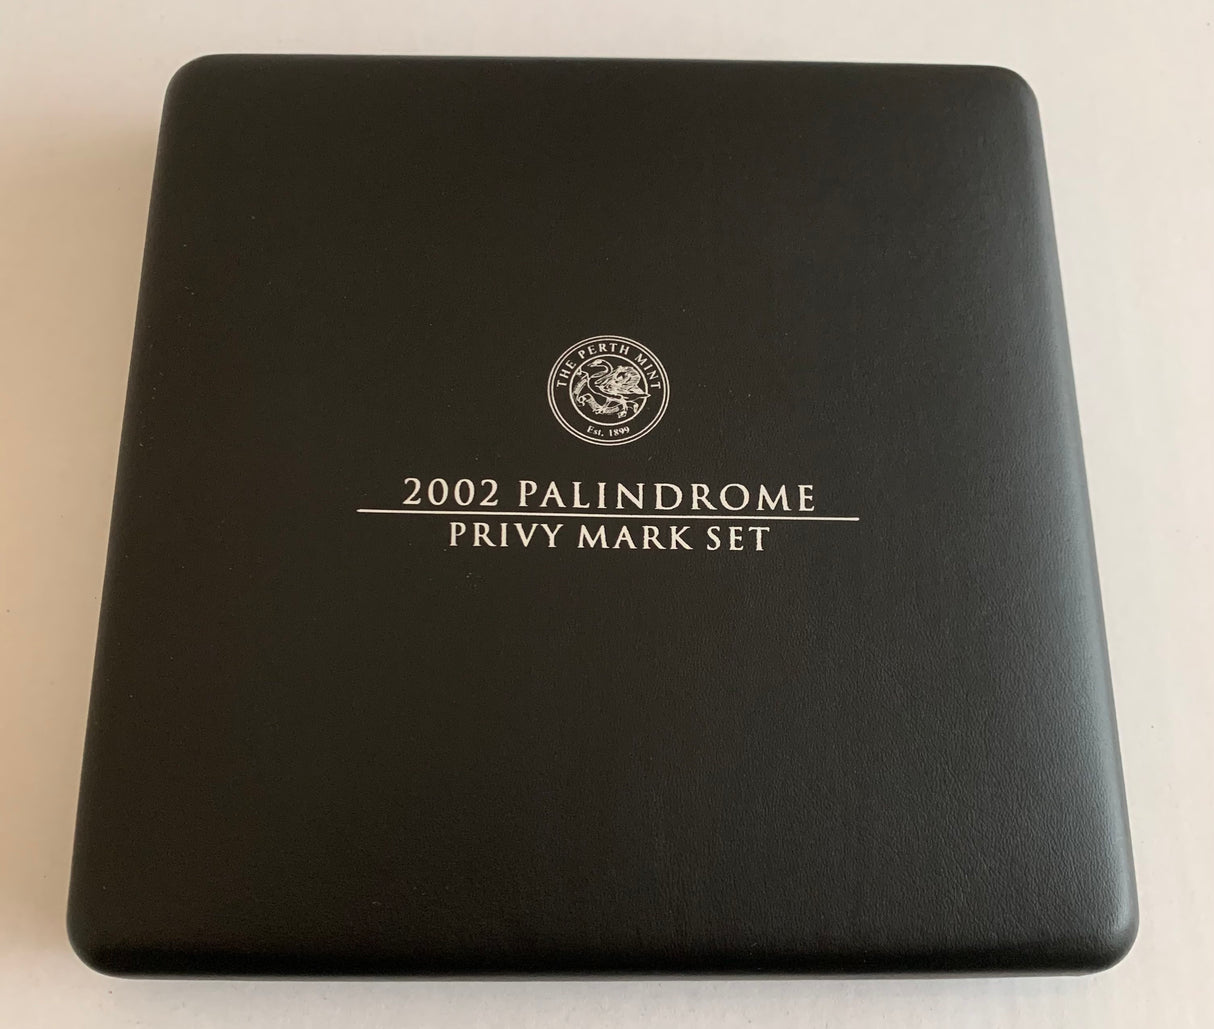 THE PERTH MINT
Est. 1899
2002 PALINDROME
PRIVY MARK SET